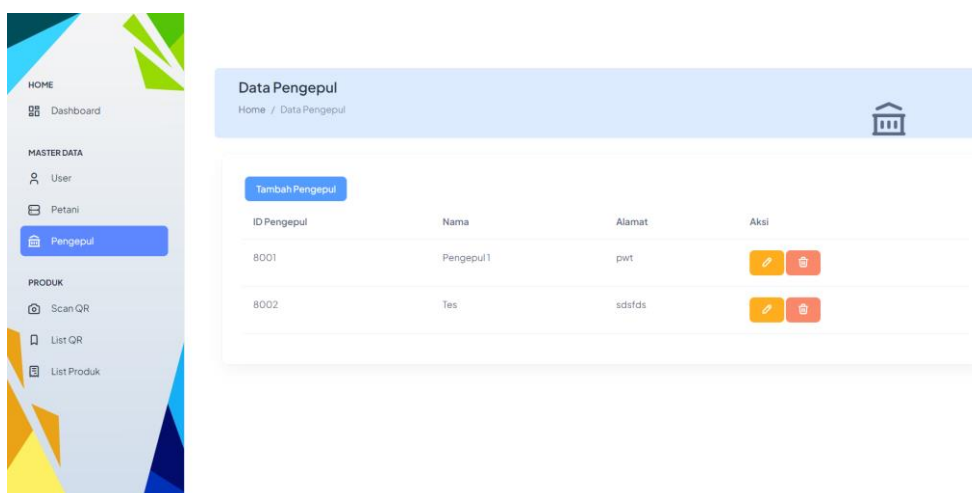 HOME
Dashboard
MASTER DATA
User
Petani
Pengepul
PRODUK
Scan QR
List QR
List Produk
Data Pengepul
Home / Data Pengepul
Tambah Pengepul
ID Pengepul Nama Alamat Aksi
8001 Pengepul 1 pwt
8002 Tes sdsfds